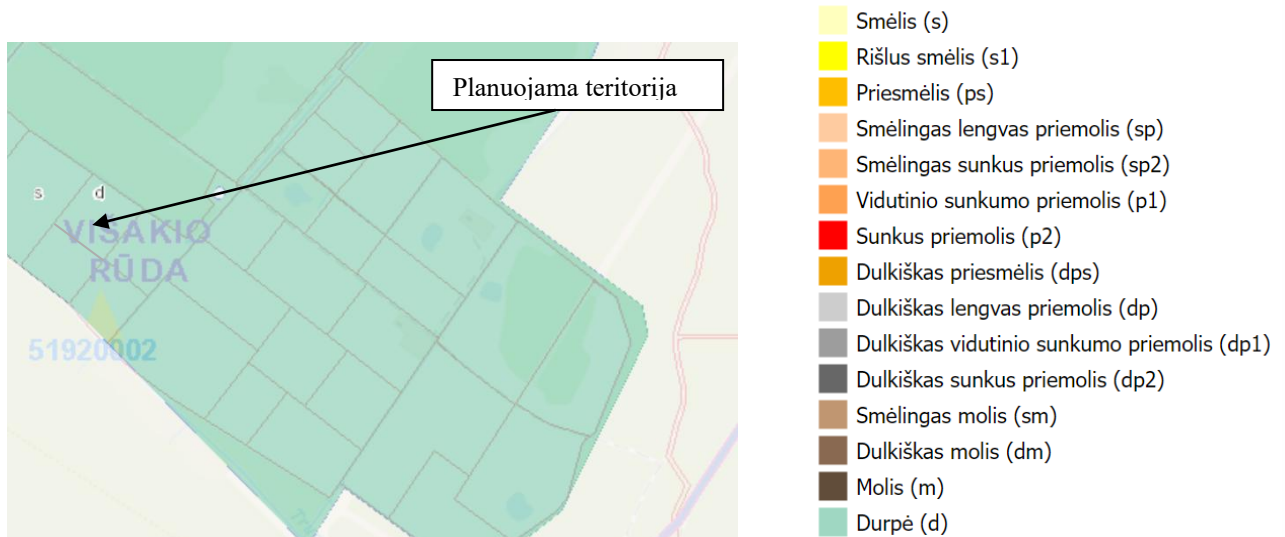 Planuojama teritorija
s
d
VIŠAKIO
RŪDA
51920002
Smėlis (s)
Rišlus smėlis (s1)
Priesmėlis (ps)
Smėlingas lengvas priemolis (sp)
Smėlingas sunkus priemolis (sp2)
Vidutinio sunkumo priemolis (p1)
Sunkus priemolis (p2)
Dulkiškas priesmėlis (dps)
Dulkiškas lengvas priemolis (dp)
Dulkiškas vidutinio sunkumo priemolis (dp1)
Dulkiškas sunkus priemolis (dp2)
Smėlingas molis (sm)
Dulkiškas molis (dm)
Molis (m)
Durpė (d)